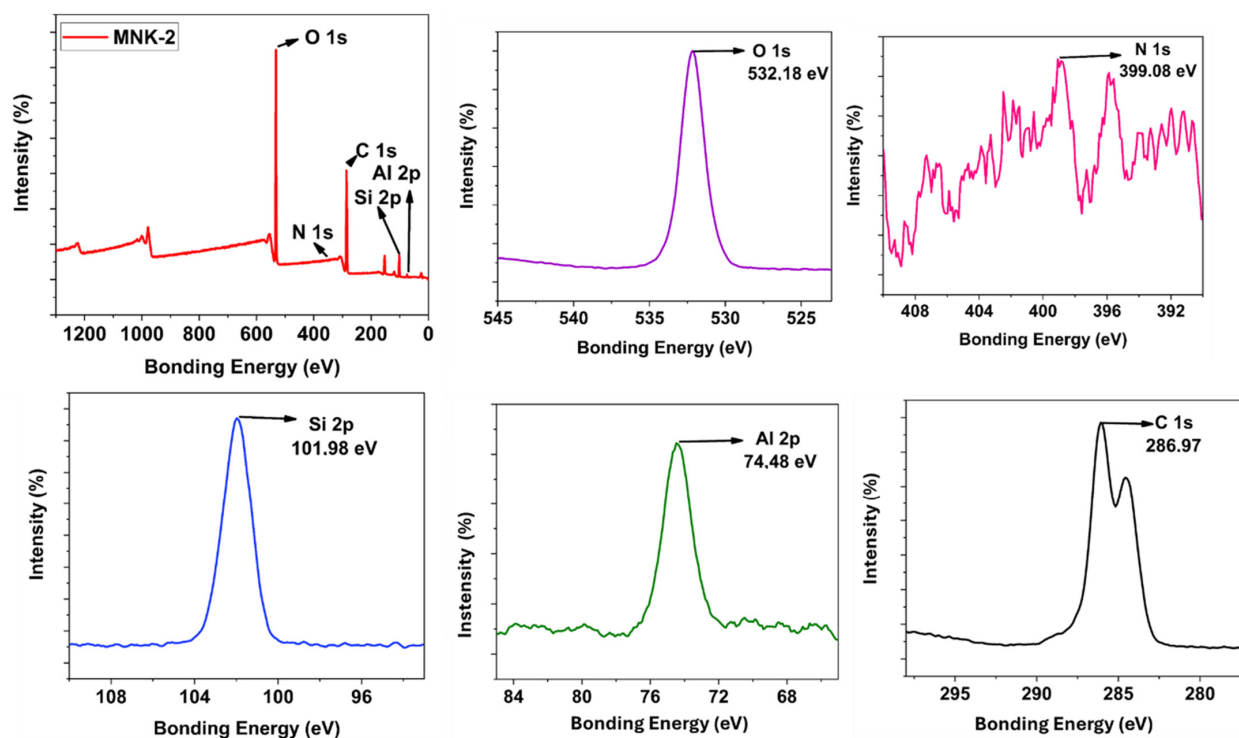 MNK-2
O 1s
C 1s
Al 2p
Si 2p
N 1s
Intensity (%)
1200 1000 800 600 400 200 0
Bonding Energy (eV)
O 1s
532.18 eV
Intensity (%)
545 540 535 530 525
Bonding Energy (eV)
N 1s
399.08 eV
Intensity (%)
408 404 400 396 392
Bonding Energy (eV)
Si 2p
101.98 eV
Intensity (%)
108 104 100 96
Bonding Energy (eV)
Al 2p
74.48 eV
Instensity (%)
84 80 76 72 68
Bonding Energy (eV)
C 1s
286.97
Intensity (%)
295 290 285 280
Bonding Energy (eV)